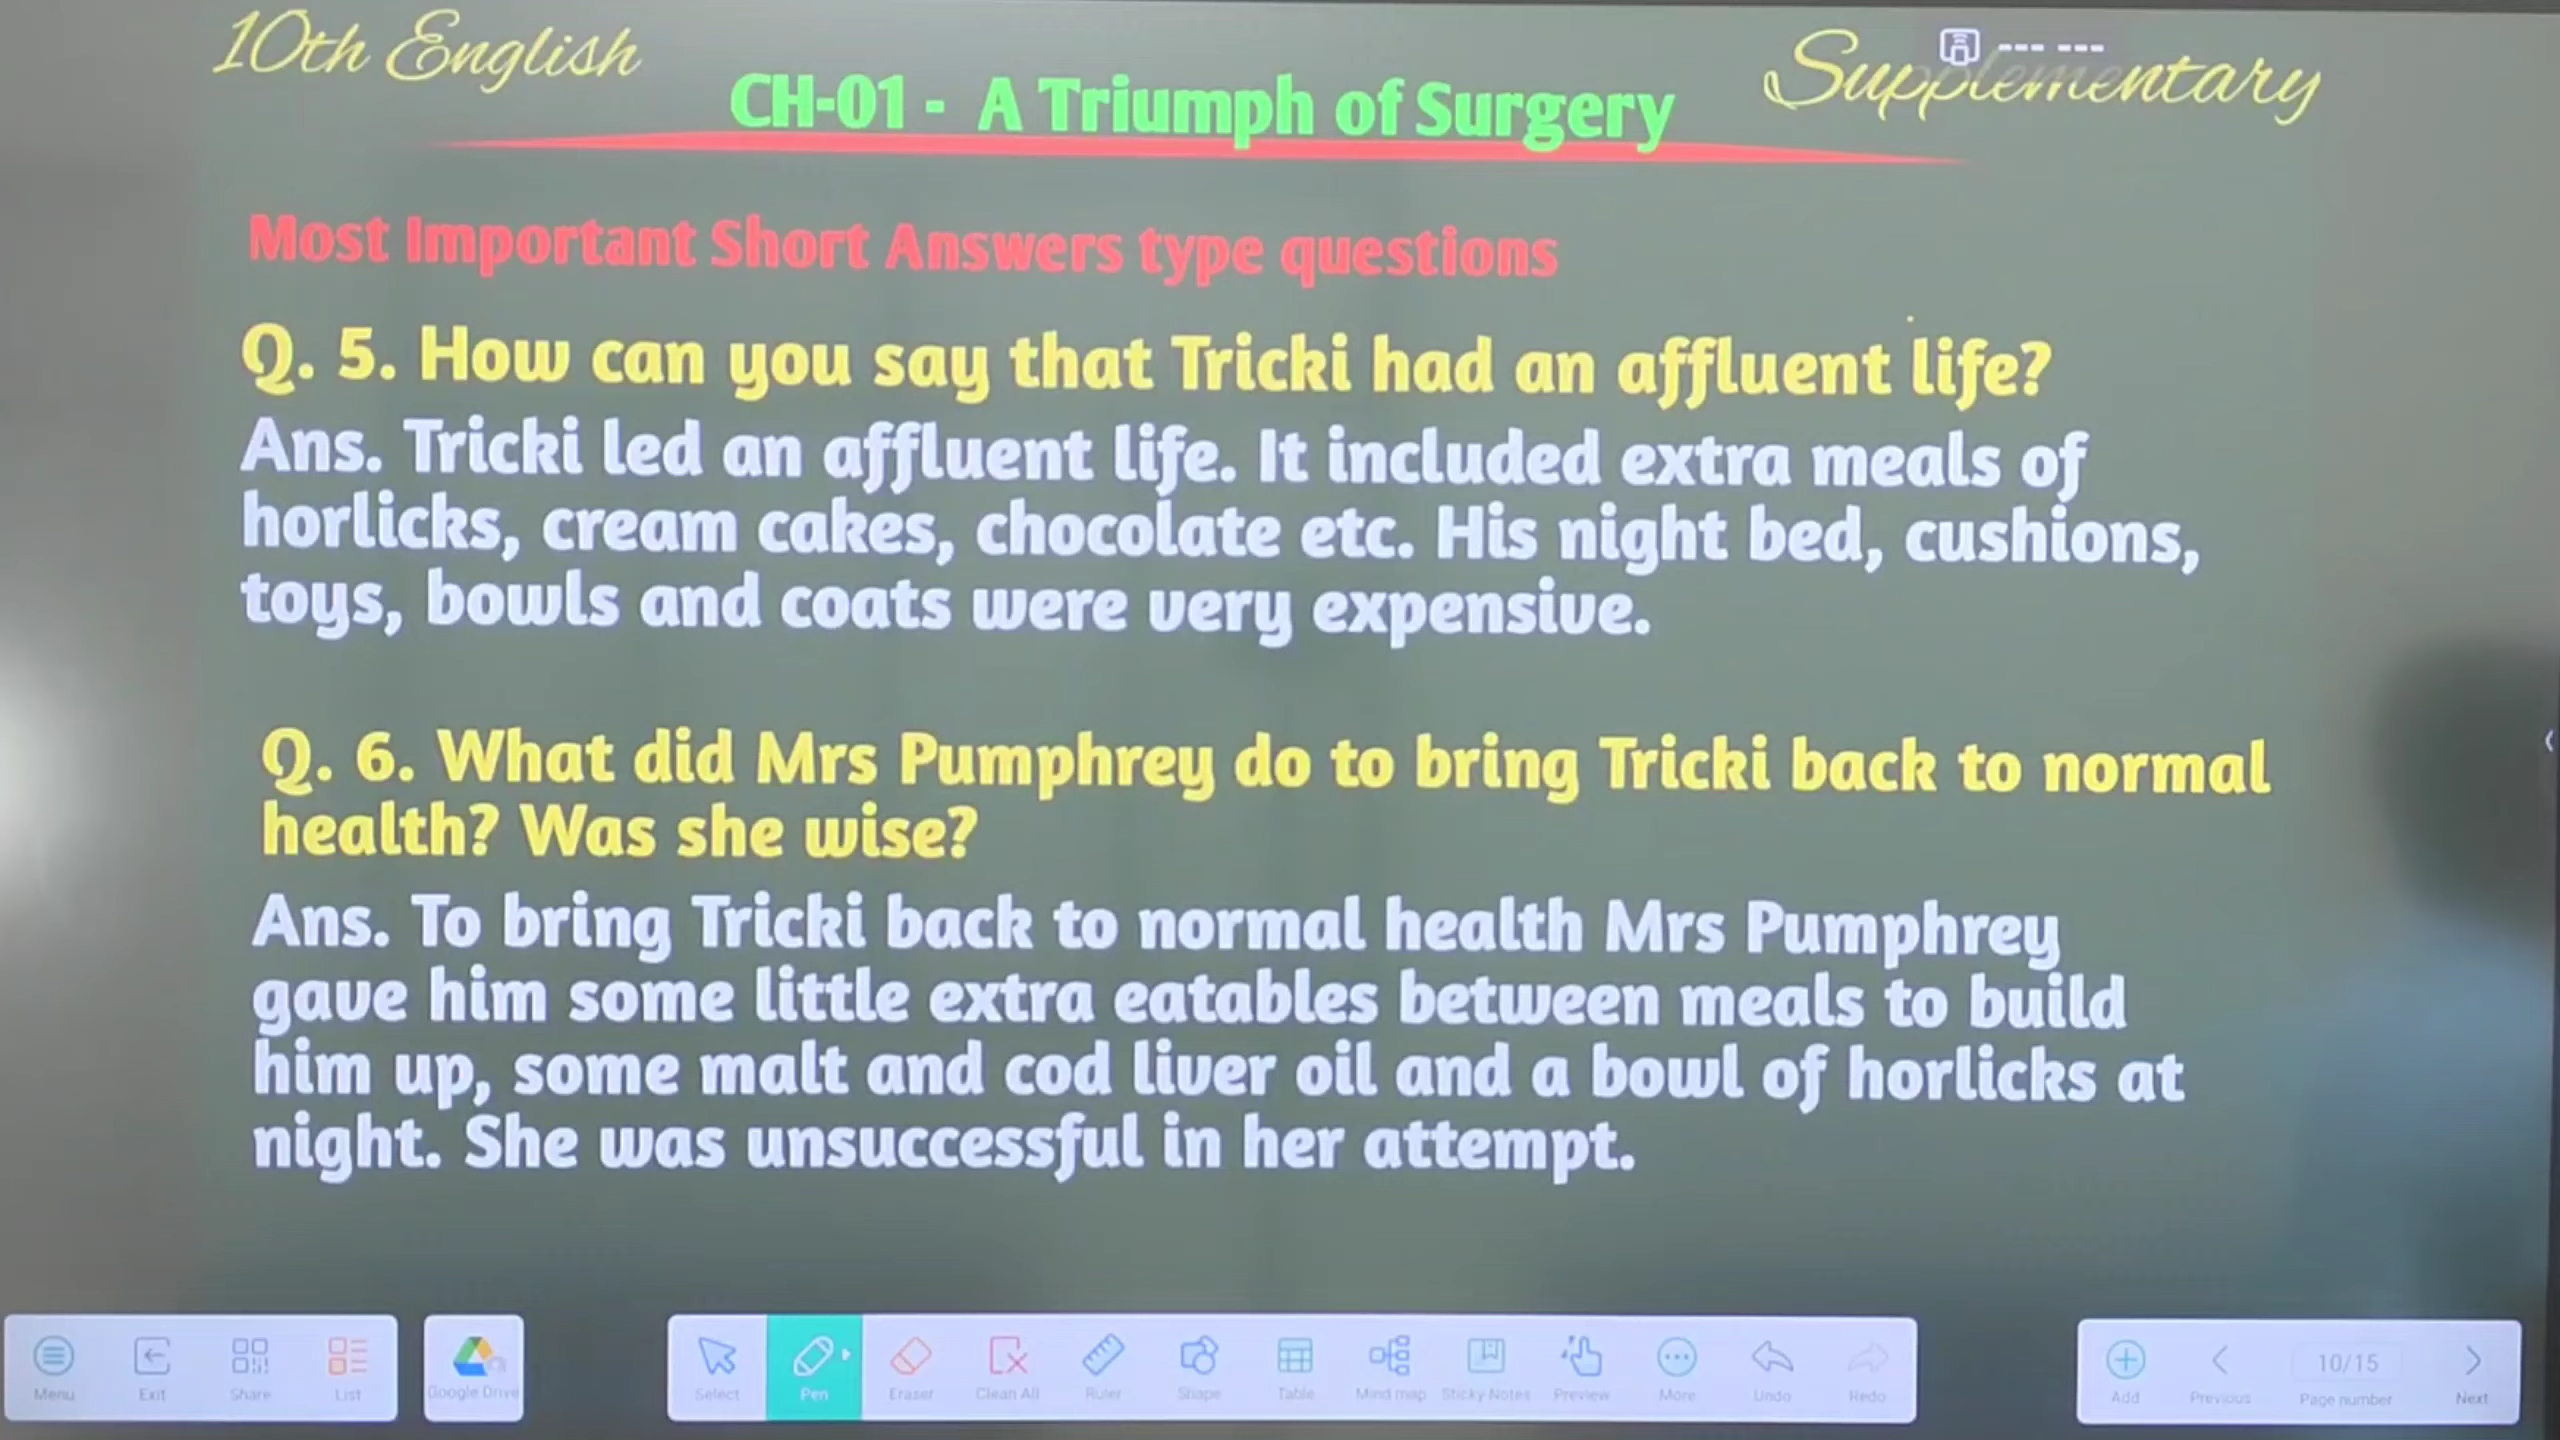 10th English
Supplementary
CH-01 - A Triumph of Surgery
Most Important Short Answers type questions
Q. 5. How can you say that Tricki had an affluent life?
Ans. Tricki led an affluent life. It included extra meals of
horlicks, cream cakes, chocolate etc. His night bed, cushions,
toys, bowls and coats were very expensive.
Q. 6. What did Mrs Pumphrey do to bring Tricki back to normal
health? Was she wise?
Ans. To bring Tricki back to normal health Mrs Pumphrey
gave him some little extra eatables between meals to build
him up, some malt and cod liver oil and a bowl of horlicks at
night. She was unsuccessful in her attempt.
Menu Exit Share List Google Drive Select Pen Eraser Clean All Ruler Shape Table Mind map Sticky Notes Preview More Undo Redo Add Previous 10/15 Page number Next